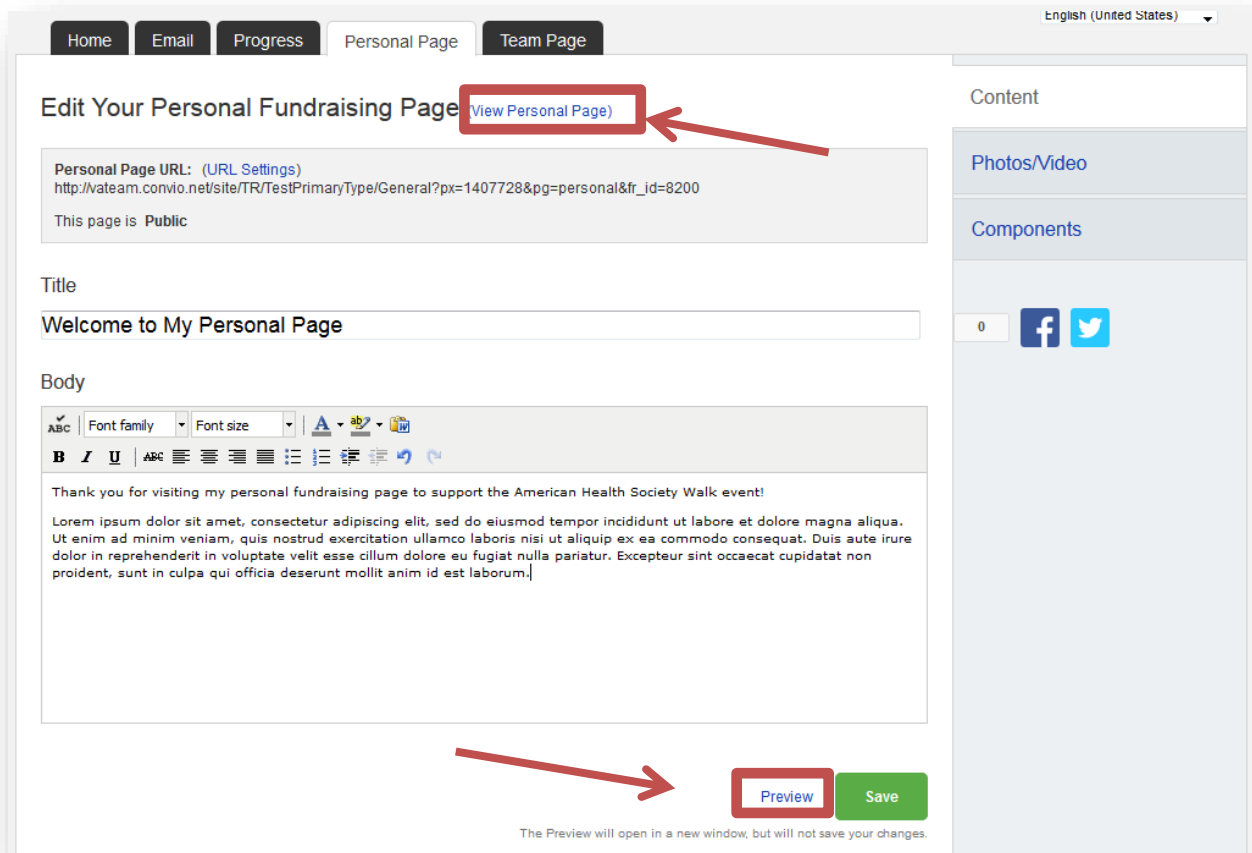 English (United States)
Home Email Progress Personal Page Team Page
Edit Your Personal Fundraising Page (View Personal Page)
Content
Photos/Video
Components
Personal Page URL: (URL Settings)
http://vateam.convio.net/site/TR/TestPrimaryType/General?px=1407728&pg=personal&fr_id=8200
This page is Public
Title
Welcome to My Personal Page
0
Body
ABC Font family Font size A ab
B I U ABC
Thank you for visiting my personal fundraising page to support the American Health Society Walk event!
Lorem ipsum dolor sit amet, consectetur adipiscing elit, sed do eiusmod tempor incididunt ut labore et dolore magna aliqua.
Ut enim ad minim veniam, quis nostrud exercitation ullamco laboris nisi ut aliquip ex ea commodo consequat. Duis aute irure
dolor in reprehenderit in voluptate velit esse cillum dolore eu fugiat nulla pariatur. Excepteur sint occaecat cupidatat non
proident, sunt in culpa qui officia deserunt mollit anim id est laborum.
Preview Save
The Preview will open in a new window, but will not save your changes.